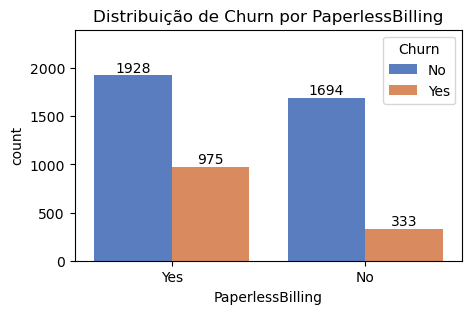 Distribuição de Churn por PaperlessBilling
Churn
No
Yes
count
2000
1500
1000
500
0
1928
975
1694
333
Yes
No
PaperlessBilling